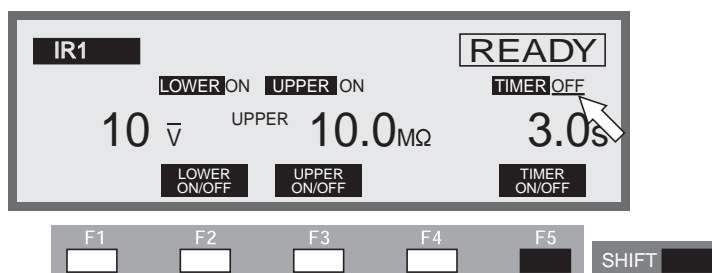 IR1 READY
LOWER ON UPPER ON TIMER OFF
10 V UPPER 10.0MΩ 3.0s
LOWER ON/OFF UPPER ON/OFF TIMER ON/OFF
F1 F2 F3 F4 F5
SHIFT